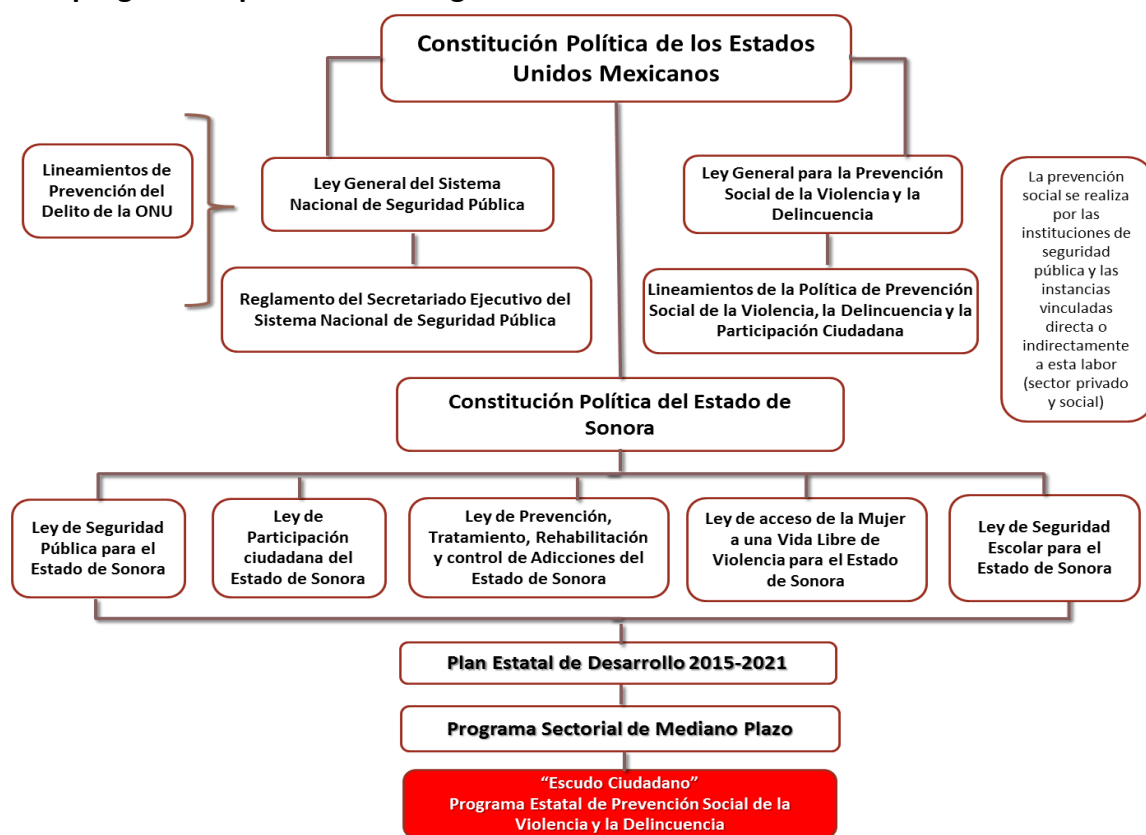 Constitución Política de los Estados
Unidos Mexicanos
Lineamientos de
Prevención del
Delito de la ONU
Ley General del Sistema
Nacional de Seguridad Pública
Ley General para la Prevención
Social de la Violencia y la
Delincuencia
La prevención
social se realiza
por las
instituciones de
seguridad
pública y las
instancias
vinculadas
directa o
indirectamente
a esta labor
(sector privado
y social)
Reglamento del Secretariado Ejecutivo del
Sistema Nacional de Seguridad Pública
Lineamientos de la Política de Prevención
Social de la Violencia, la Delincuencia y la
Participación Ciudadana
Constitución Política del Estado de
Sonora
Ley de Seguridad
Pública para el
Estado de Sonora
Ley de
Participación
ciudadana del
Estado de Sonora
Ley de Prevención,
Tratamiento, Rehabilitación
y control de Adicciones del
Estado de Sonora
Ley de acceso de la Mujer
a una Vida Libre de
Violencia para el Estado
de Sonora
Ley de Seguridad
Escolar para el
Estado de Sonora
Plan Estatal de Desarrollo 2015-2021
Programa Sectorial de Mediano Plazo
“Escudo Ciudadano”
Programa Estatal de Prevención Social de la
Violencia y la Delincuencia